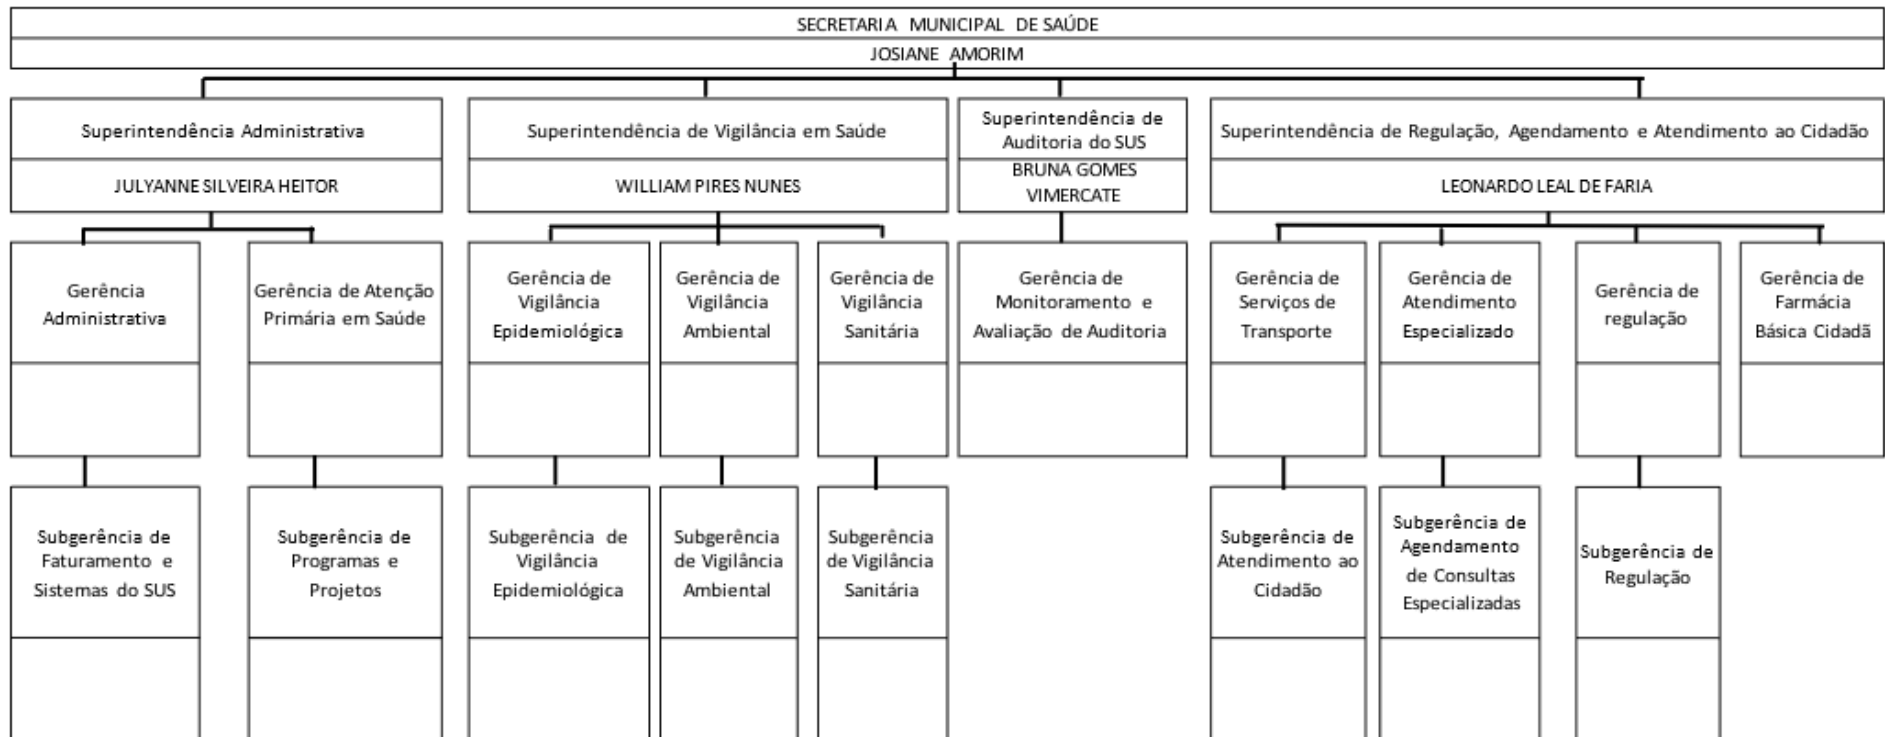 SECRETARIA MUNICIPAL DE SAÚDE
JOSIANE AMORIM
Superintendência Administrativa
JULYANNE SILVEIRA HEITOR
Superintendência de Vigilância em Saúde
WILLIAM PIRES NUNES
Superintendência de
Auditoria do SUS
BRUNA GOMES
VIMERCATE
Superintendência de Regulação, Agendamento e Atendimento ao Cidadão
LEONARDO LEAL DE FARIA
Gerência
Administrativa
Gerência de Atenção
Primária em Saúde
Gerência de
Vigilância
Epidemiológica
Gerência de
Vigilância
Ambiental
Gerência de
Vigilância
Sanitária
Gerência de
Monitoramento e
Avaliação de Auditoria
Gerência de
Serviços de
Transporte
Gerência de
Atendimento
Especializado
Gerência de
regulação
Gerência de
Farmácia
Básica Cidadã
Subgerência de
Faturamento e
Sistemas do SUS
Subgerência de
Programas e
Projetos
Subgerência de
Vigilância
Epidemiológica
Subgerência
de Vigilância
Ambiental
Subgerência
de Vigilância
Sanitária
Subgerência de
Atendimento ao
Cidadão
Subgerência de
Agendamento
de Consultas
Especializadas
Subgerência de
Regulação